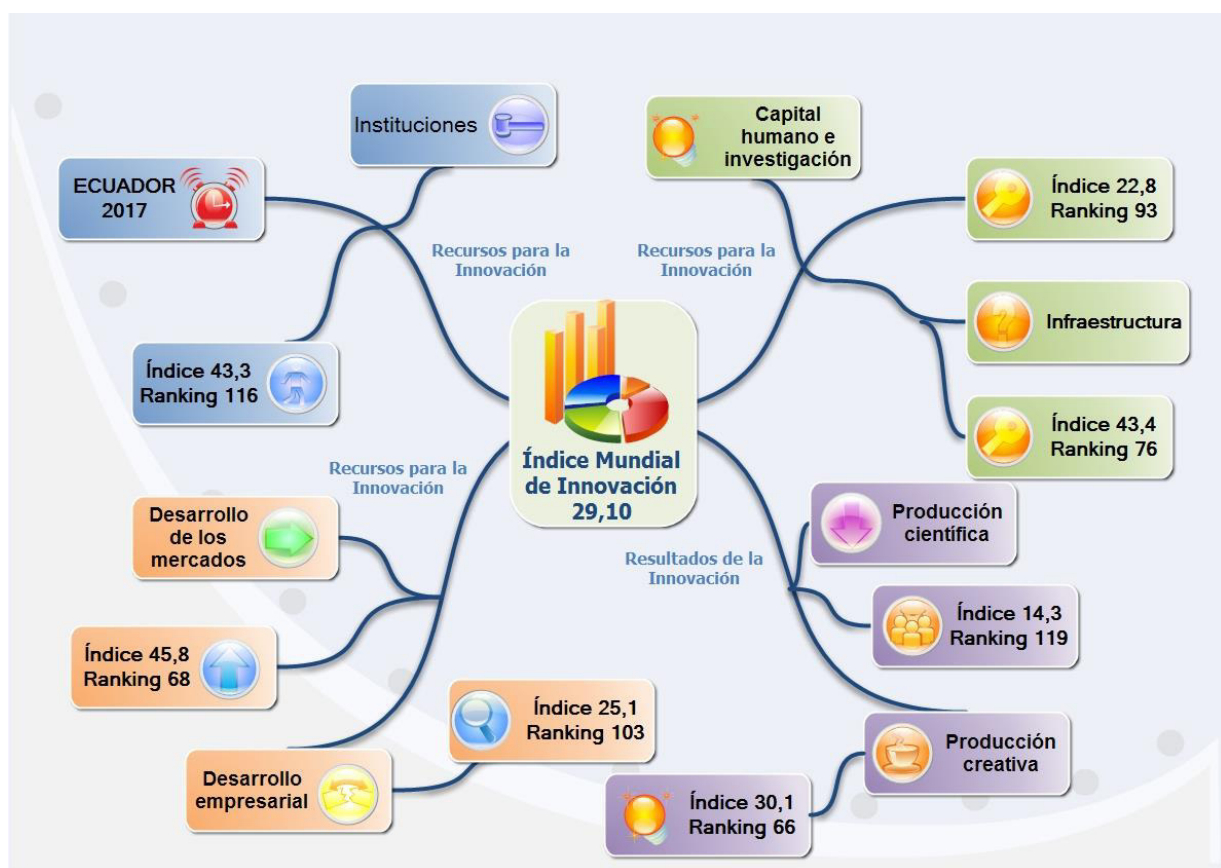 Instituciones
ECUADOR
2017
Recursos para la
Innovación
Índice 43,3
Ranking 116
Capital
humano e
investigación
Índice 22,8
Ranking 93
Recursos para la
Innovación
Infraestructura
Índice 43,4
Ranking 76
Índice Mundial
de Innovación
29,10
Recursos para la
Innovación
Desarrollo
de los
mercados
Índice 45,8
Ranking 68
Desarrollo
empresarial
Índice 25,1
Ranking 103
Resultados de la
Innovación
Producción
científica
Índice 14,3
Ranking 119
Producción
creativa
Índice 30,1
Ranking 66